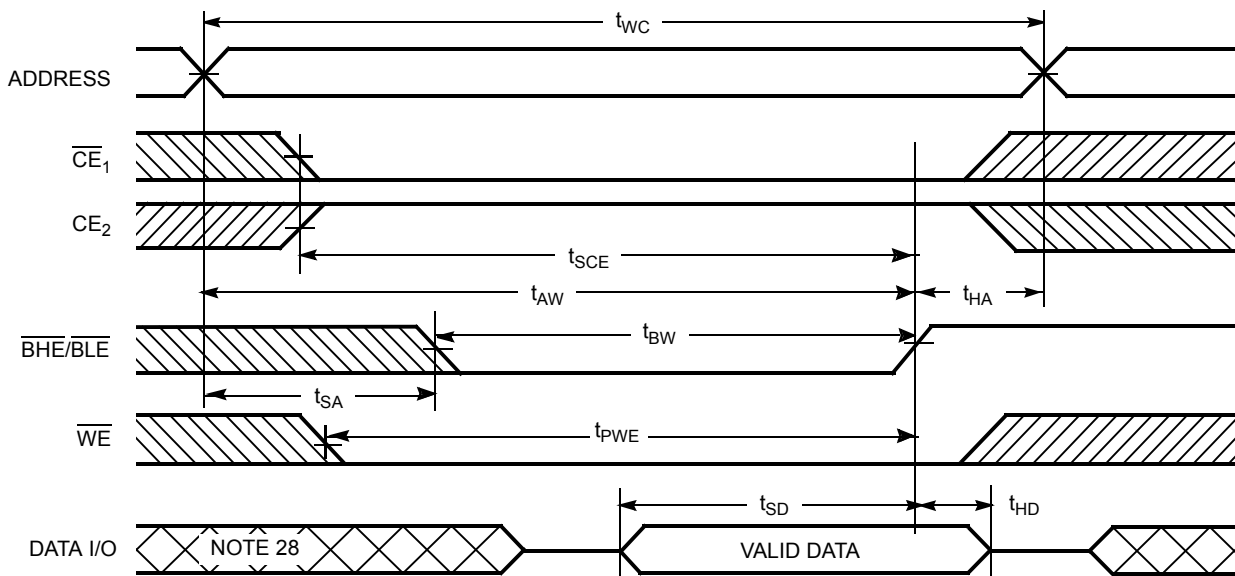 tWC
ADDRESS
CE1
CE2
tSCE
tAW
tHA
BHE/BLE
tBW
tSA
WE
tPWE
tSD
tHD
DATA I/O
NOTE 28
VALID DATA